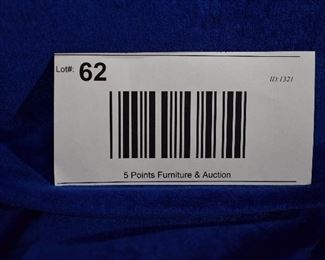 Lot#: 62
ID:1321
5 Points Furniture & Auction